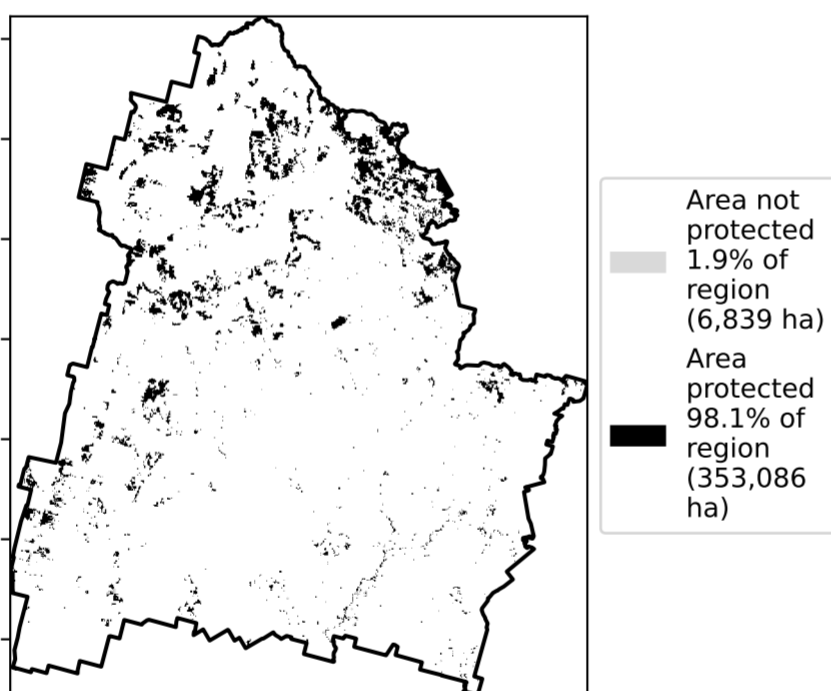 Area not
protected
1.9% of
region
(6,839 ha)
Area
protected
98.1% of
region
(353,086
ha)